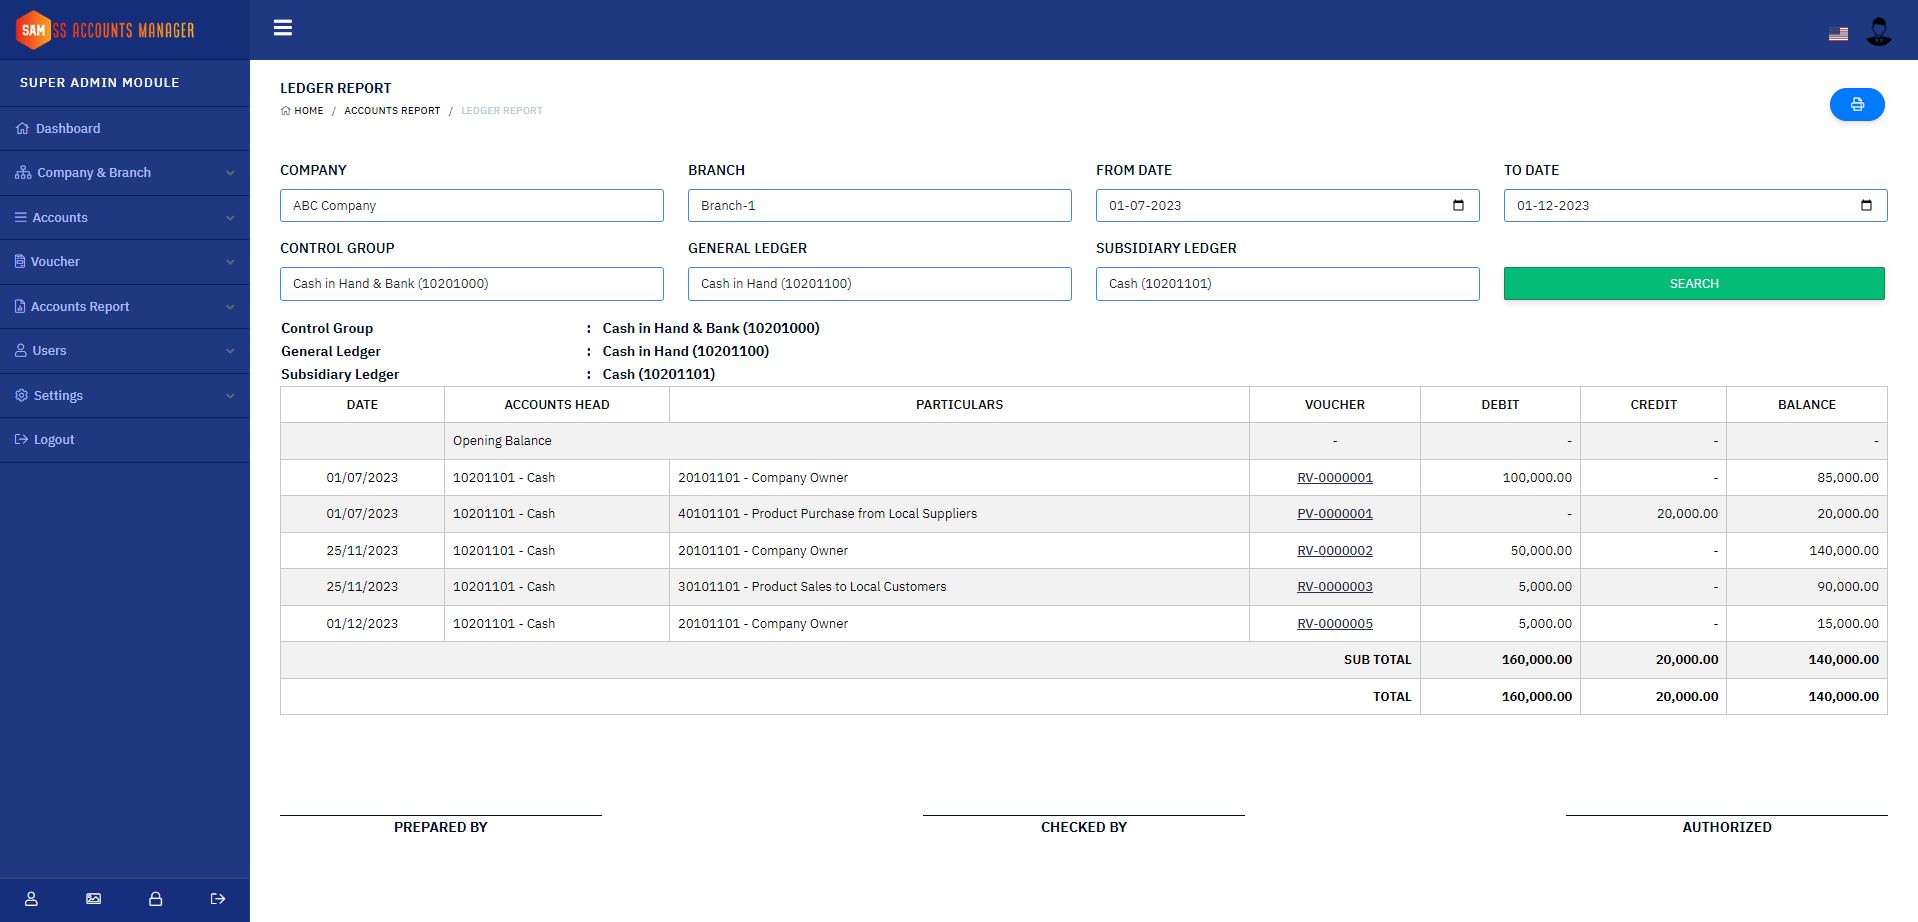 SAM SS ACCOUNTS MANAGER
SUPER ADMIN MODULE
Dashboard
Company & Branch
Accounts
Voucher
Accounts Report
Users
Settings
Logout
LEDGER REPORT
HOME / ACCOUNTS REPORT / LEDGER REPORT
COMPANY BRANCH FROM DATE TO DATE
ABC Company Branch-1 01-07-2023 01-12-2023
CONTROL GROUP GENERAL LEDGER SUBSIDIARY LEDGER
Cash in Hand & Bank (10201000) Cash in Hand (10201100) Cash (10201101) SEARCH
Control Group : Cash in Hand & Bank (10201000)
General Ledger : Cash in Hand (10201100)
Subsidiary Ledger : Cash (10201101)
DATE ACCOUNTS HEAD PARTICULARS VOUCHER DEBIT CREDIT BALANCE
Opening Balance - - - -
01/07/2023 10201101 - Cash 20101101 - Company Owner RV-0000001 100,000.00 - 85,000.00
01/07/2023 10201101 - Cash 40101101 - Product Purchase from Local Suppliers PV-0000001 - 20,000.00 20,000.00
25/11/2023 10201101 - Cash 20101101 - Company Owner RV-0000002 50,000.00 - 140,000.00
25/11/2023 10201101 - Cash 30101101 - Product Sales to Local Customers RV-0000003 5,000.00 - 90,000.00
01/12/2023 10201101 - Cash 20101101 - Company Owner RV-0000005 5,000.00 - 15,000.00
SUB TOTAL 160,000.00 20,000.00 140,000.00
TOTAL 160,000.00 20,000.00 140,000.00
PREPARED BY CHECKED BY AUTHORIZED